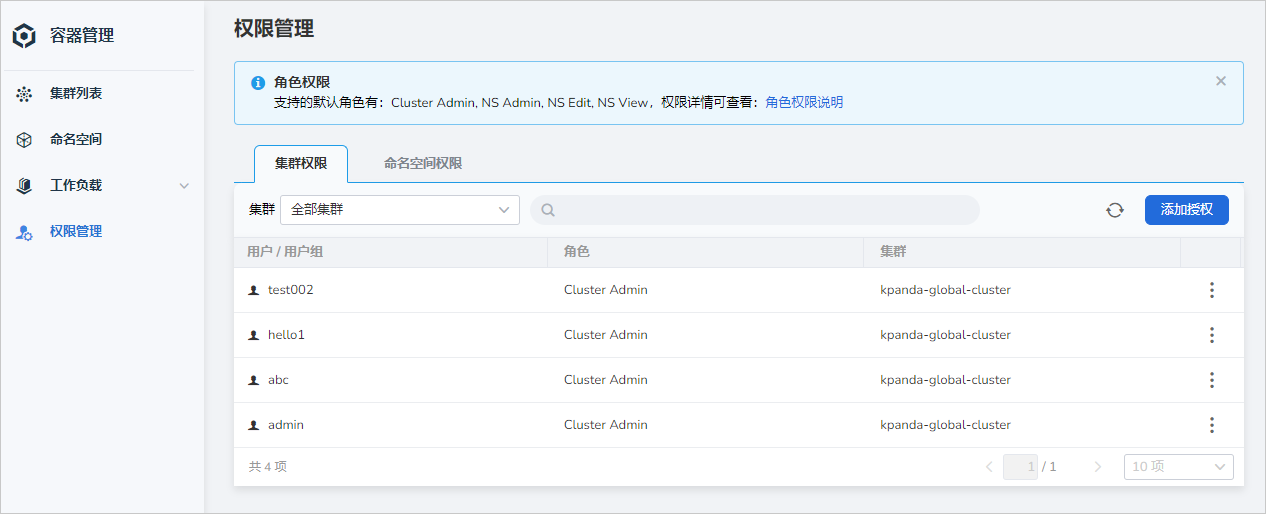 容器管理
集群列表
命名空间
工作负载
权限管理
权限管理
角色权限
支持的默认角色有：Cluster Admin, NS Admin, NS Edit, NS View，权限详情可查看：角色权限说明
集群权限 命名空间权限
集群 全部集群 添加授权
用户 / 用户组 角色 集群
test002 Cluster Admin kpanda-global-cluster
hello1 Cluster Admin kpanda-global-cluster
abc Cluster Admin kpanda-global-cluster
admin Cluster Admin kpanda-global-cluster
共 4 项 1 / 1 10 项